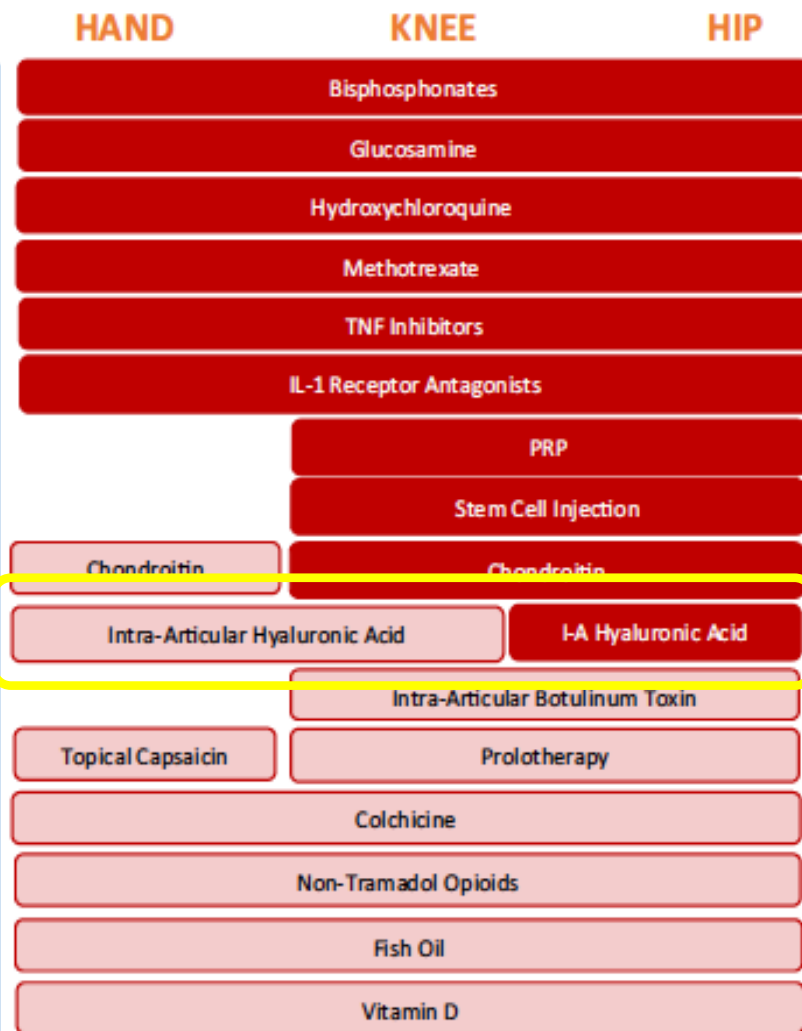 HAND KNEE HIP
Bisphosphonates
Glucosamine
Hydroxychloroquine
Methotrexate
TNF Inhibitors
IL-1 Receptor Antagonists
PRP
Stem Cell Injection
Chondroitin Chondroitin
Intra-Articular Hyaluronic Acid I-A Hyaluronic Acid
Intra-Articular Botulinum Toxin
Topical Capsaicin Prolotherapy
Colchicine
Non-Tramadol Opioids
Fish Oil
Vitamin D